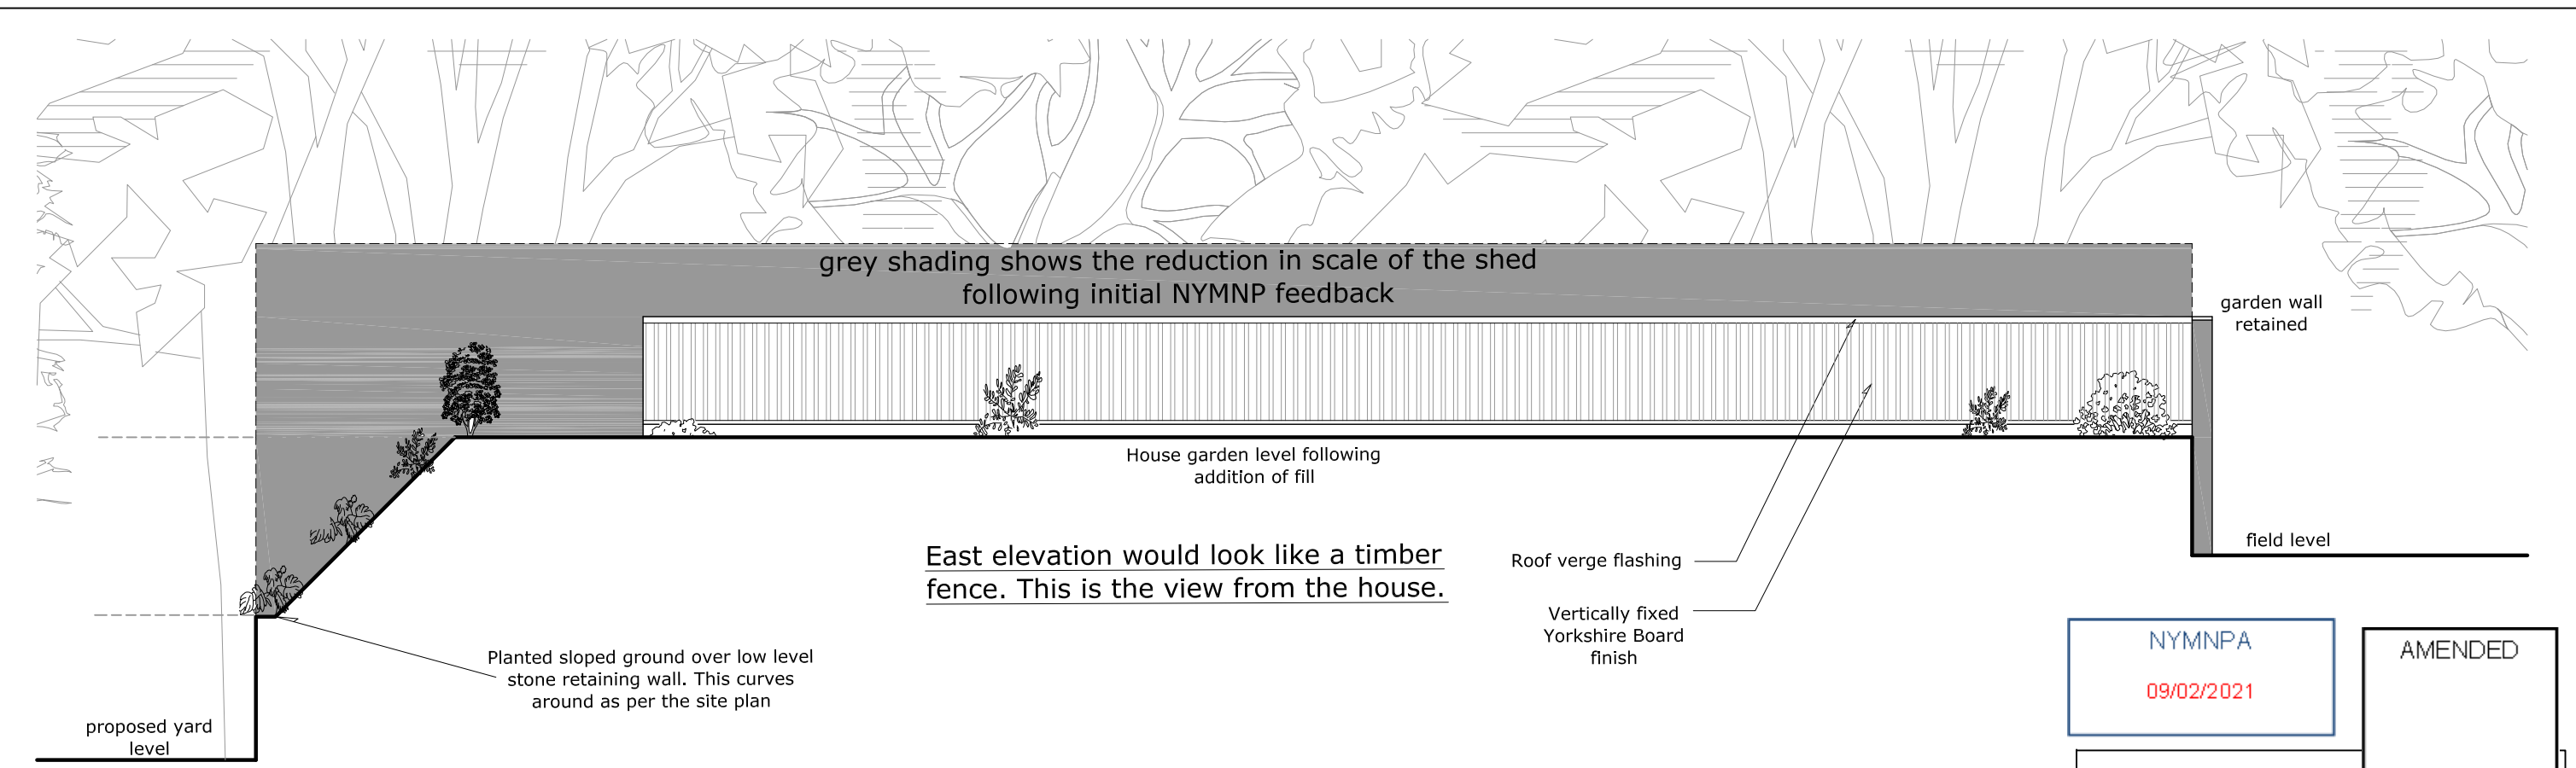 grey shading shows the reduction in scale of the shed
following initial NYMNP feedback
garden wall
retained
House garden level following
addition of fill
East elevation would look like a timber
fence. This is the view from the house.
Roof verge flashing
field level
Vertically fixed
Yorkshire Board
finish
Planted sloped ground over low level
stone retaining wall. This curves
around as per the site plan
proposed yard
level
NYMNPA
09/02/2021
AMENDED